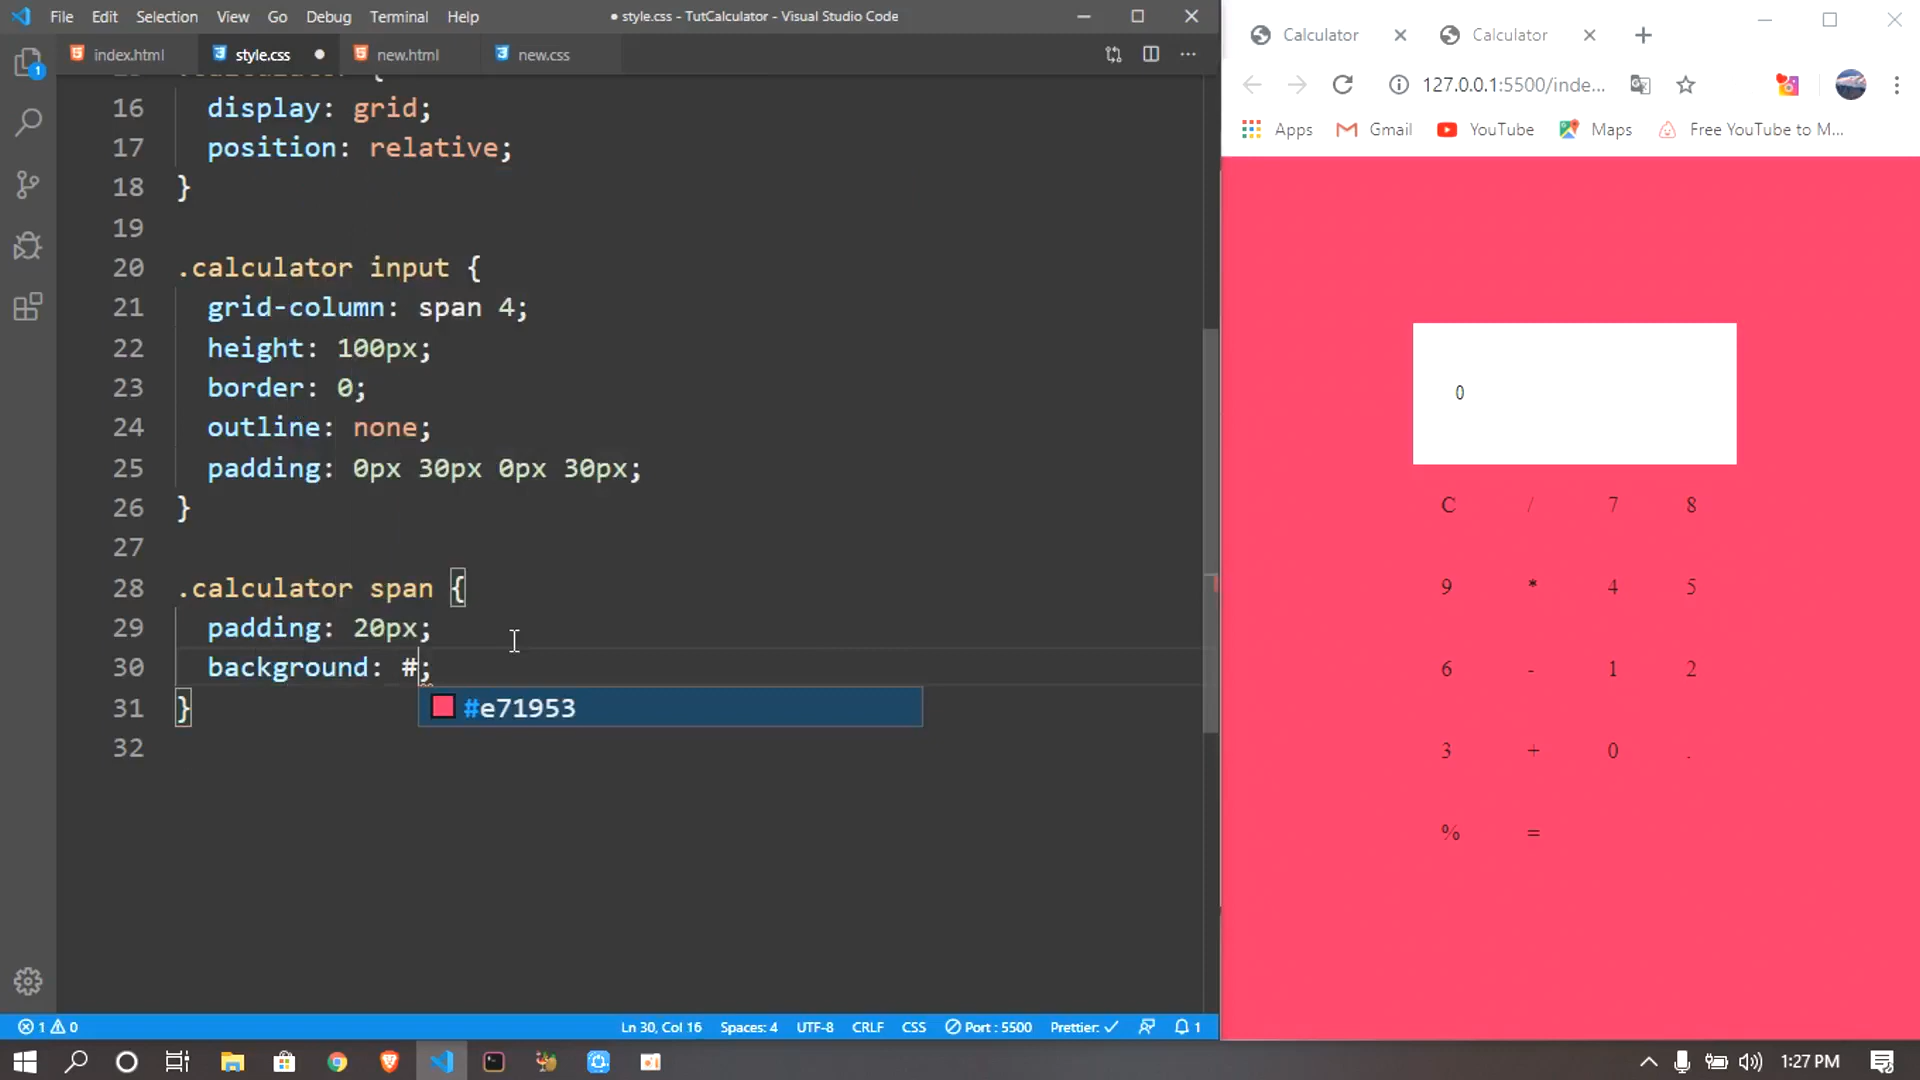 File Edit Selection View Go Debug Terminal Help
● style.css - TutCalculator - Visual Studio Code
index.html style.css ● new.html new.css
16 display: grid;
17 position: relative;
18 }
19
20 .calculator input {
21 grid-column: span 4;
22 height: 100px;
23 border: 0;
24 outline: none;
25 padding: 0px 30px 0px 30px;
26 }
27
28 .calculator span {
29 padding: 20px;
30 background: #;
#e71953
31 }
32
1 0 Ln 30, Col 16 Spaces: 4 UTF-8 CRLF CSS Port : 5500 Prettier: ✓ 1
Calculator Calculator
127.0.0.1:5500/inde...
Apps Gmail YouTube Maps Free YouTube to M...
0
C / 7 8
9 * 4 5
6 - 1 2
3 + 0 .
% =
1:27 PM